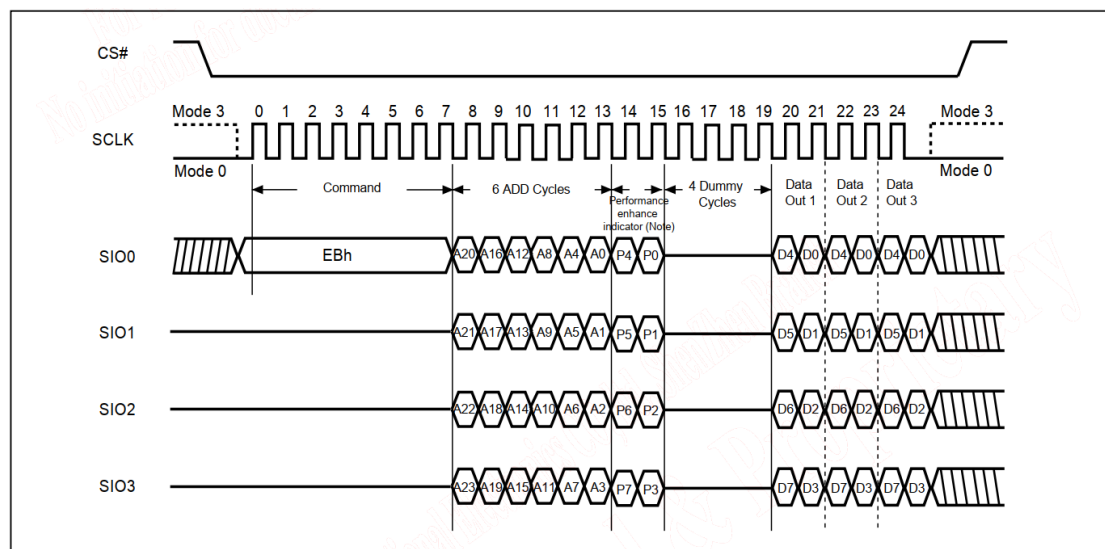 CS#
Mode 3 0 1 2 3 4 5 6 7 8 9 10 11 12 13 14 15 16 17 18 19 20 21 22 23 24 Mode 3
SCLK
Mode 0 Mode 0
Command 6 ADD Cycles 4 Dummy Cycles Data Out 1 Data Out 2 Data Out 3
Performance enhance indicator (Note)
SIO0 EBh A20 A16 A12 A8 A4 A0 P4 P0 D4 D0 D4 D0 D4 D0
SIO1 A21 A17 A13 A9 A5 A1 P5 P1 D5 D1 D5 D1 D5 D1
SIO2 A22 A18 A14 A10 A6 A2 P6 P2 D6 D2 D6 D2 D6 D2
SIO3 A23 A19 A15 A11 A7 A3 P7 P3 D7 D3 D7 D3 D7 D3